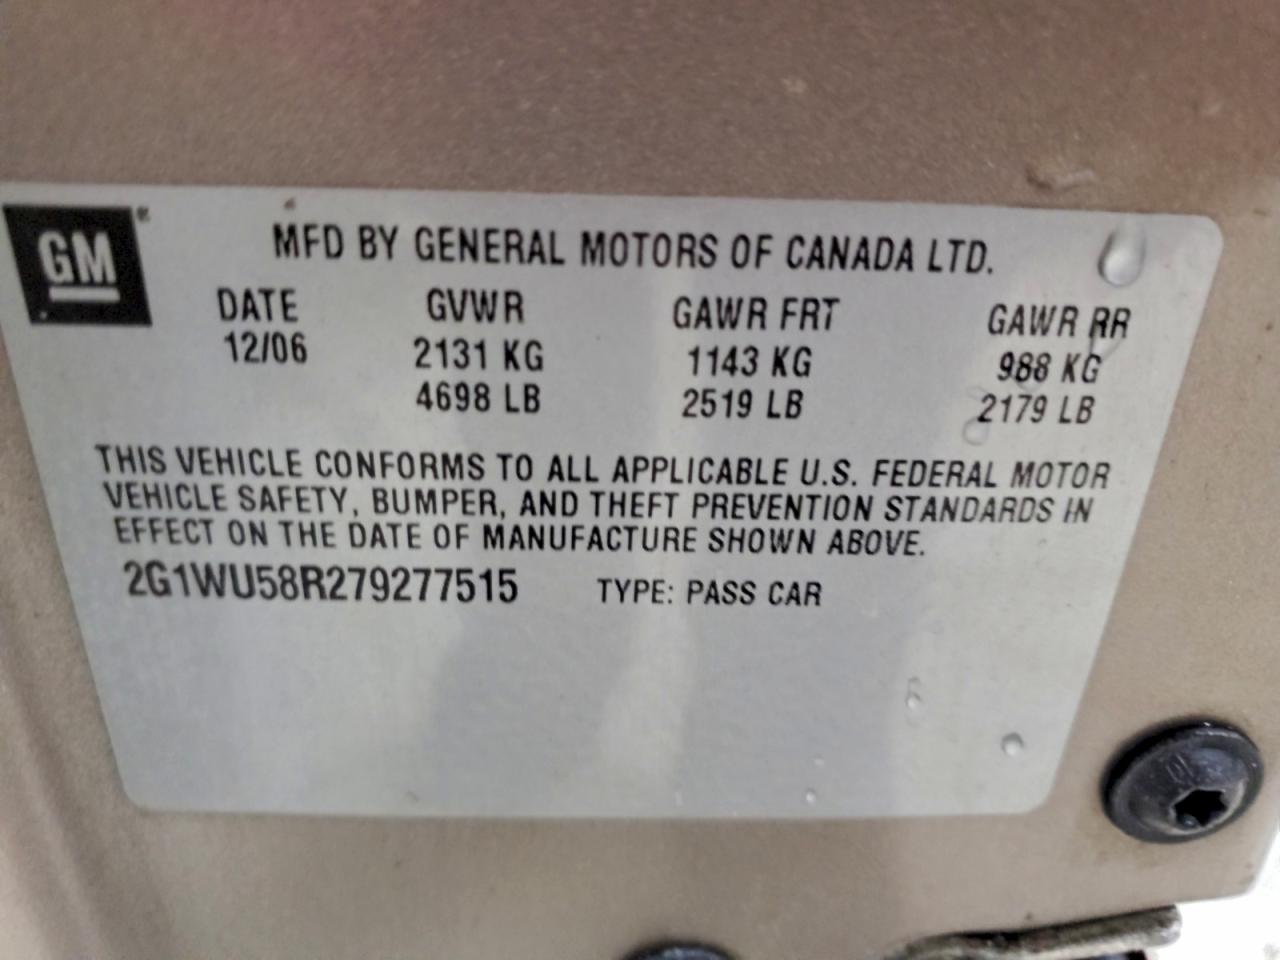 GM
MFD BY GENERAL MOTORS OF CANADA LTD.
DATE GVWR GAWR FRT GAWR RR
12/06 2131 KG 1143 KG 988 KG
4698 LB 2519 LB 2179 LB
THIS VEHICLE CONFORMS TO ALL APPLICABLE U.S. FEDERAL MOTOR
VEHICLE SAFETY, BUMPER, AND THEFT PREVENTION STANDARDS IN
EFFECT ON THE DATE OF MANUFACTURE SHOWN ABOVE.
2G1WU58R279277515 TYPE: PASS CAR